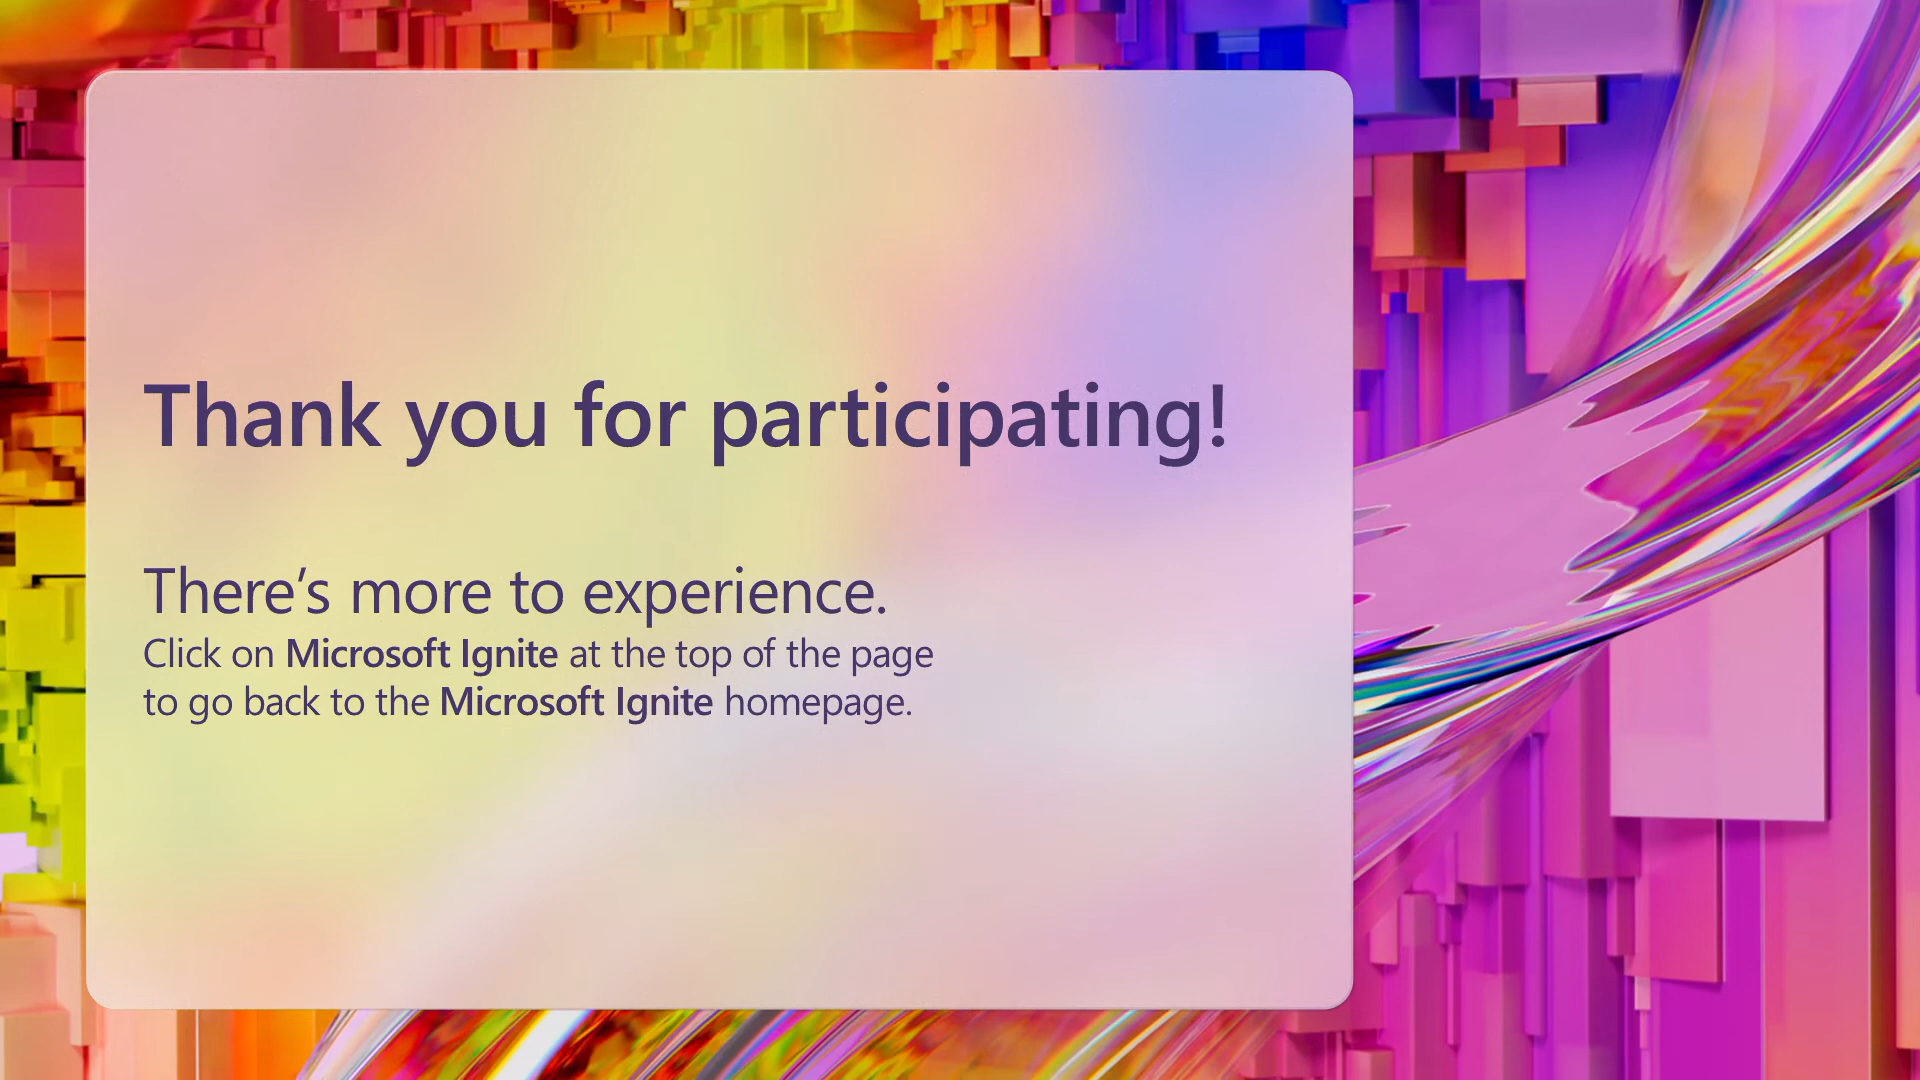 Thank you for participating!
There’s more to experience.
Click on Microsoft Ignite at the top of the page
to go back to the Microsoft Ignite homepage.